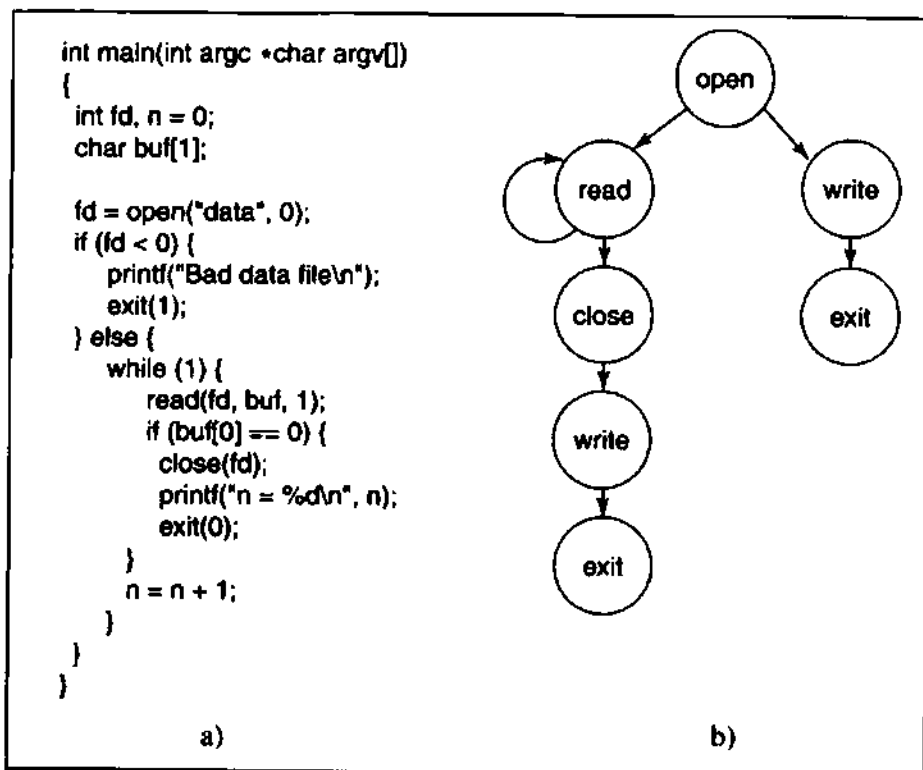 int main(int argc *char argv[])
{
int fd, n = 0;
char buf[1];
fd = open("data", 0);
if (fd < 0) {
printf("Bad data file\n");
exit(1);
} else {
while (1) {
read(fd, buf, 1);
if (buf[0] == 0) {
close(fd);
printf("n = %d\n", n);
exit(0);
}
n = n + 1;
}
}
}
a)
open
read
write
close
exit
write
exit
b)